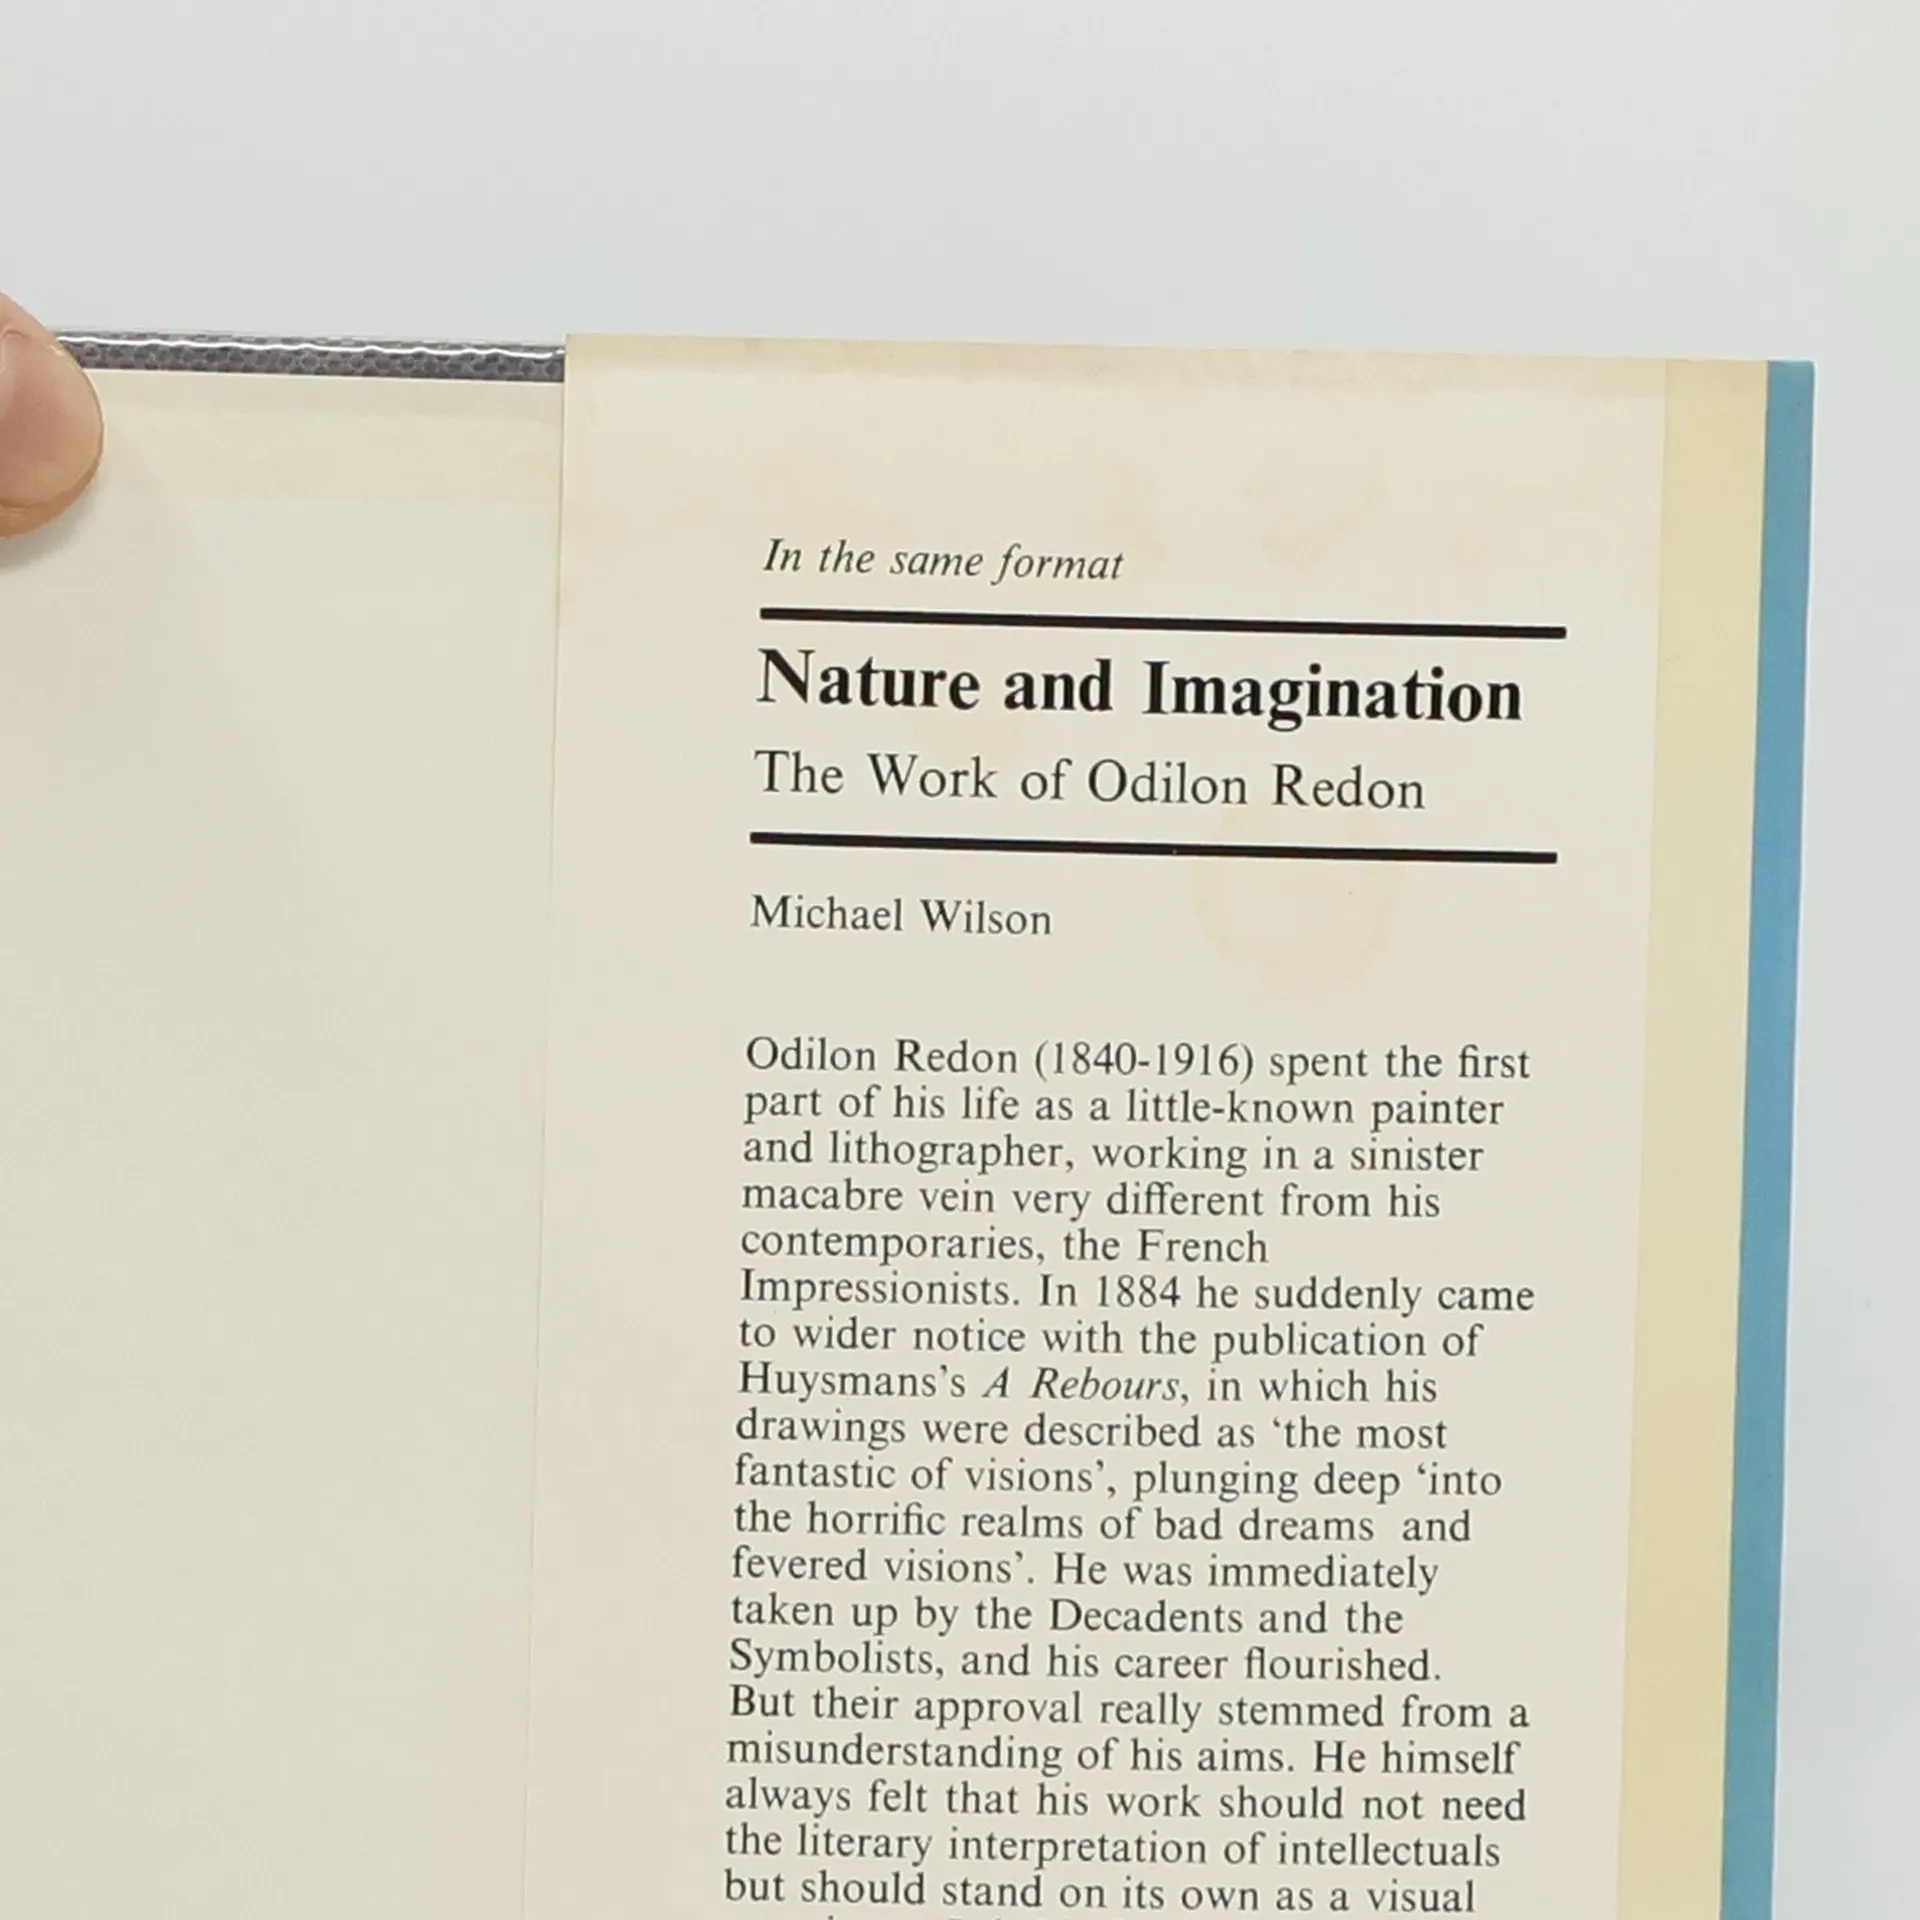 In the same format
Nature and Imagination
The Work of Odilon Redon
Michael Wilson
Odilon Redon (1840-1916) spent the first
part of his life as a little-known painter
and lithographer, working in a sinister
macabre vein very different from his
contemporaries, the French
Impressionists. In 1884 he suddenly came
to wider notice with the publication of
Huysmans's A Rebours, in which his
drawings were described as ‘the most
fantastic of visions’, plunging deep ‘into
the horrific realms of bad dreams and
fevered visions’. He was immediately
taken up by the Decadents and the
Symbolists, and his career flourished.
But their approval really stemmed from a
misunderstanding of his aims. He himself
always felt that his work should not need
the literary interpretation of intellectuals
but should stand on its own as a visual